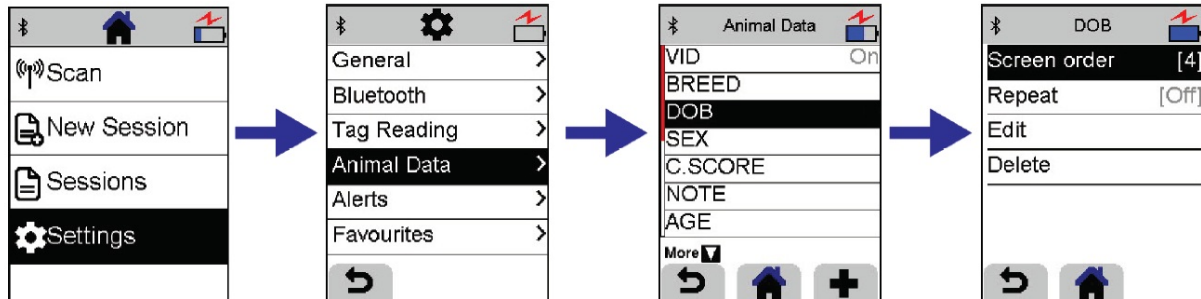 Scan
New Session
Sessions
Settings
General
Bluetooth
Tag Reading
Animal Data
Alerts
Favourites
Animal Data
VID On
BREED
DOB
SEX
C.SCORE
NOTE
AGE
More
DOB
Screen order [4]
Repeat [Off]
Edit
Delete